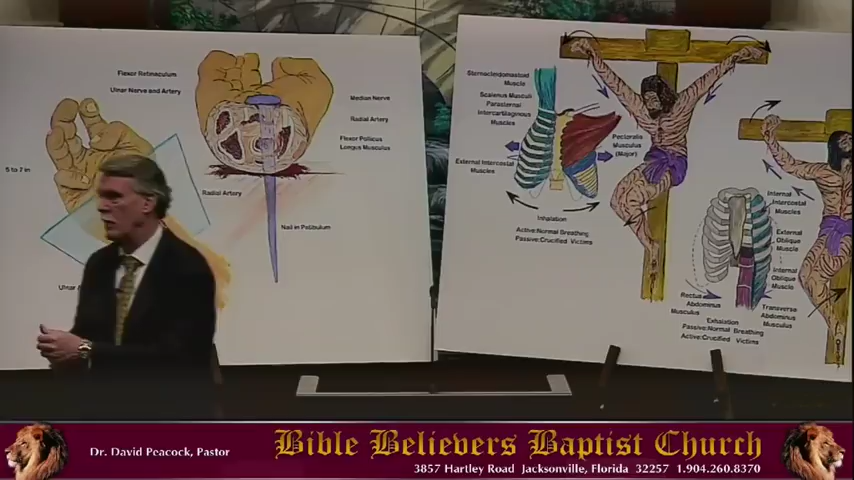 Flexor Retinaculum
Ulnar Nerve and Artery
Median Nerve
Radial Artery
Flexor Pollicus
Longus Musculus
5 to 7 in
Radial Artery
Nail in Patibulum
Ulnar
Sternocleidomastoid
Muscle
Scalenus Musculi
Parasternal
Intercartilagenous
Muscles
Pectoralis
Muscles
(Major)
External Intercostal
Muscles
Inhalation
Active:Normal Breathing
Passive:Crucified Victims
Internal
Intercostal
Muscles
External
Oblique
Muscle
Internal
Oblique
Muscle
Rectus
Abdominus
Musculus
Transverse
Abdominus
Musculus
Exhalation
Passive:Normal Breathing
Active:Crucified Victims
Dr. David Peacock, Pastor
Bible Believers Baptist Church
3857 Hartley Road Jacksonville, Florida 32257 1.904.260.8370